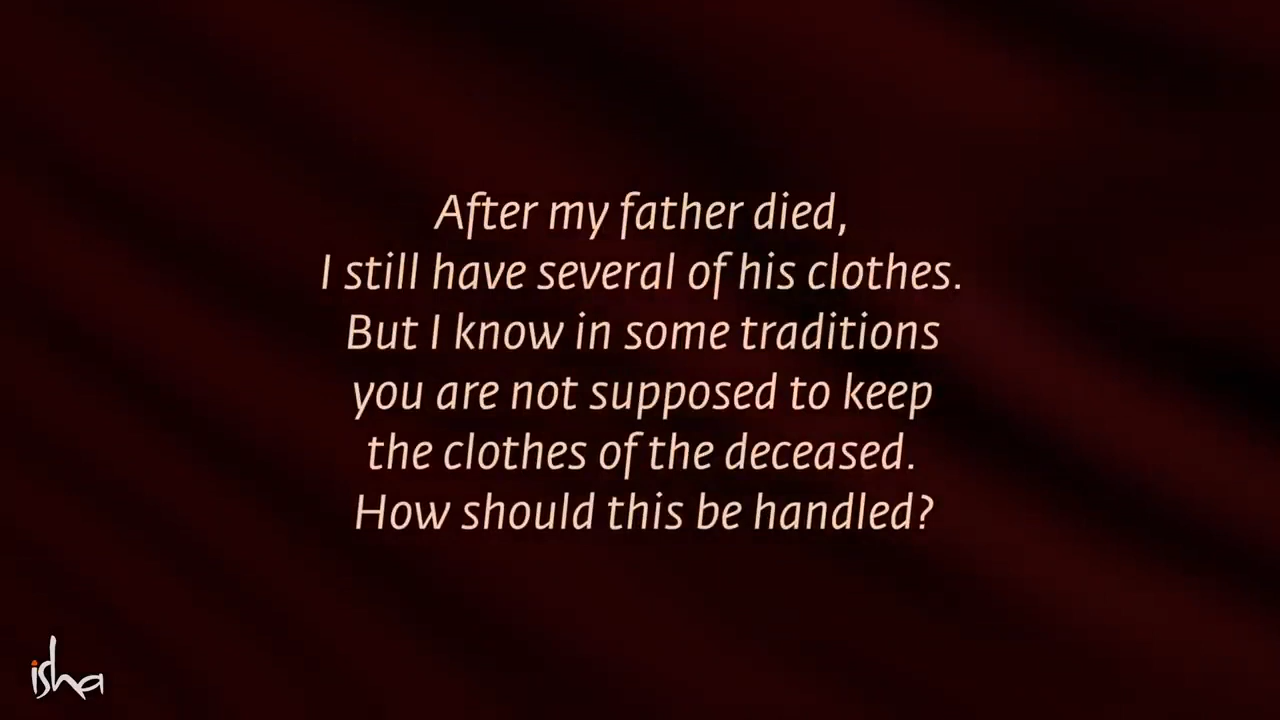 After my father died,
I still have several of his clothes.
But I know in some traditions
you are not supposed to keep
the clothes of the deceased.
How should this be handled?
isha